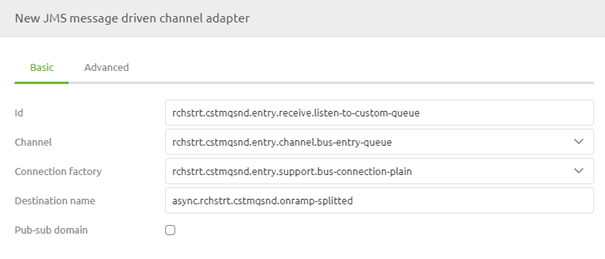 New JMS message driven channel adapter
Basic Advanced
Id rchstrt.cstmqsnd.entry.receive.listen-to-custom-queue
Channel rchstrt.cstmqsnd.entry.channel.bus-entry-queue
Connection factory rchstrt.cstmqsnd.entry.support.bus-connection-plain
Destination name async.rchstrt.cstmqsnd.onramp-splitted
Pub-sub domain